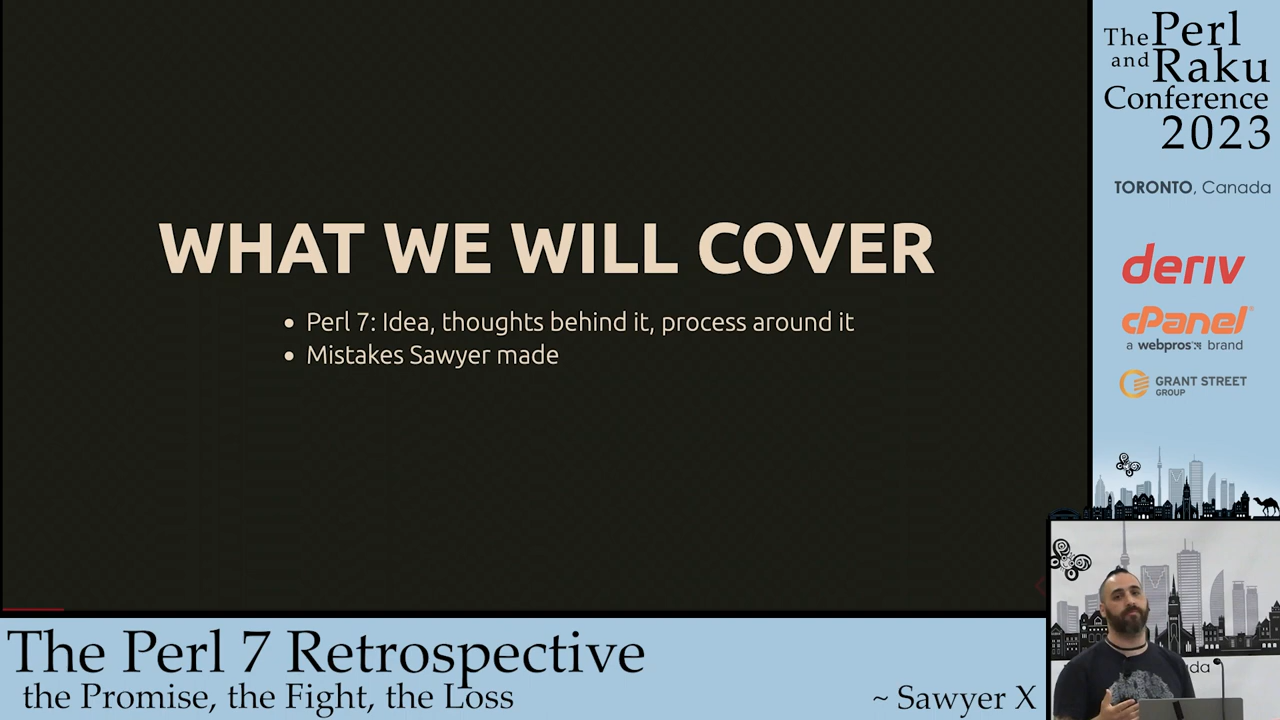 WHAT WE WILL COVER
• Perl 7: Idea, thoughts behind it, process around it
• Mistakes Sawyer made
The Perl
and Raku
Conference
2023
TORONTO, Canada
deriv
cPanel®
a webpros brand
GRANT STREET
GROUP
The Perl 7 Retrospective
the Promise, the Fight, the Loss
~ Sawyer X